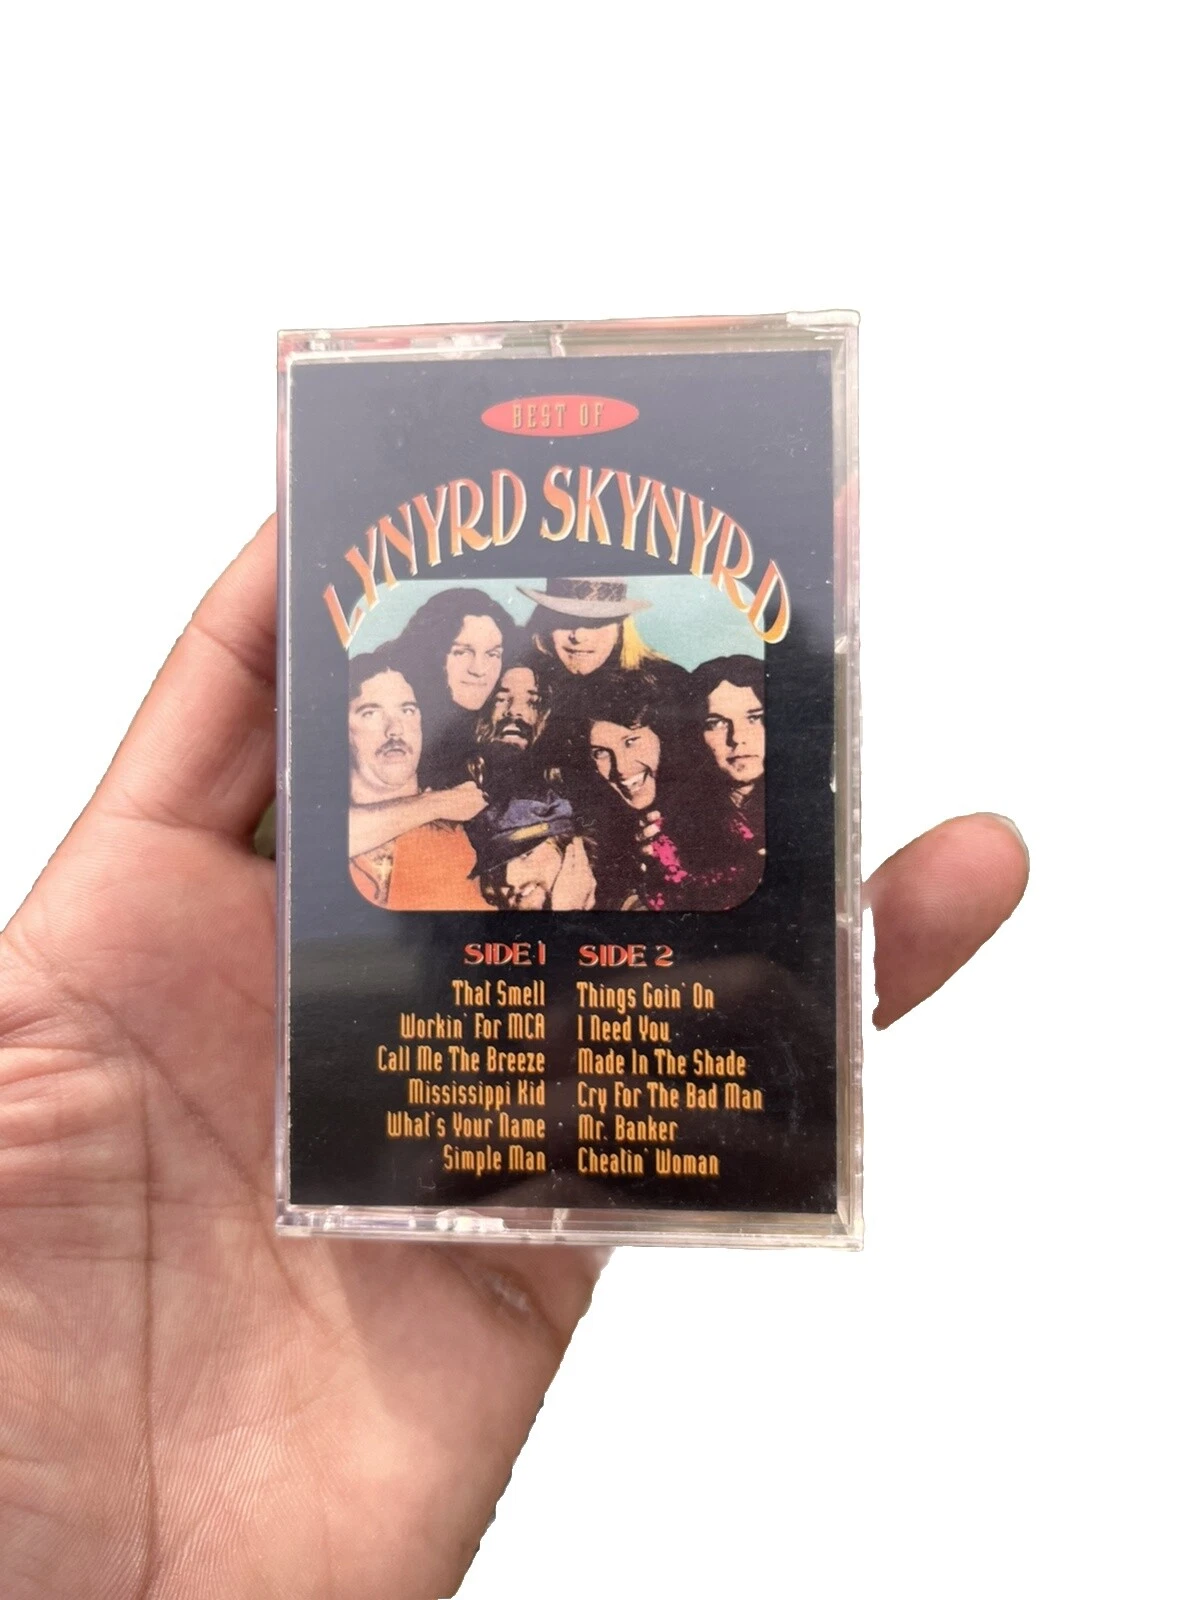 BEST OF
LYNYRD SKYNYRD
SIDE 1
That Smell
Workin' For MCA
Call Me The Breeze
Mississippi Kid
What's Your Name
Simple Man
SIDE 2
Things Goin' On
I Need You
Made In The Shade
Cry For The Bad Man
Mr. Banker
Cheatin' Woman